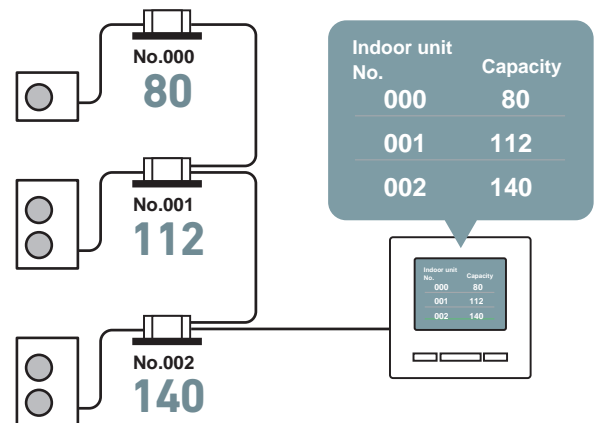 No.000
80
No.001
112
No.002
140
Indoor unit
No. Capacity
000 80
001 112
002 140
Indoor unit
No. Capacity
000 80
001 112
002 140